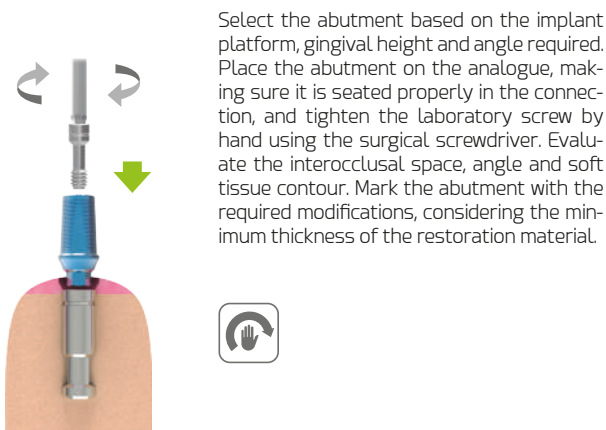 Select the abutment based on the implant
platform, gingival height and angle required.
Place the abutment on the analogue, mak-
ing sure it is seated properly in the connec-
tion, and tighten the laboratory screw by
hand using the surgical screwdriver. Evalu-
ate the interocclusal space, angle and soft
tissue contour. Mark the abutment with the
required modifications, considering the min-
imum thickness of the restoration material.